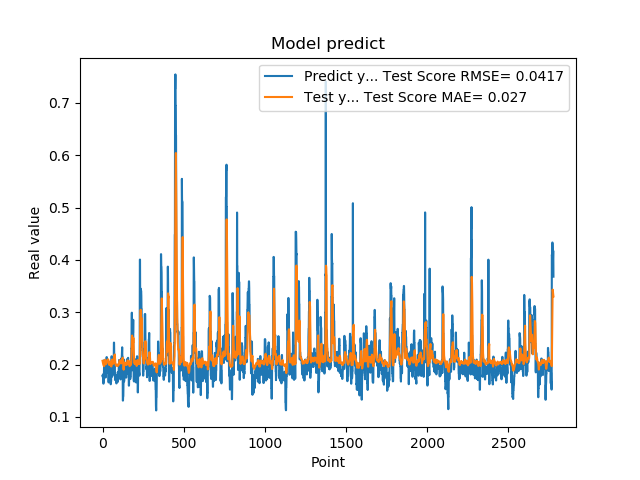 Model predict
Predict y... Test Score RMSE= 0.0417
Test y... Test Score MAE= 0.027
Real value
0.7
0.6
0.5
0.4
0.3
0.2
0.1
0 500 1000 1500 2000 2500
Point